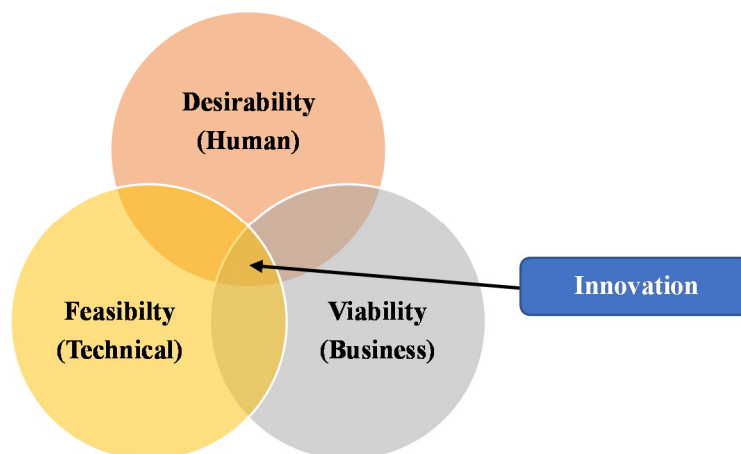 Desirability
(Human)
Feasibilty
(Technical)
Viability
(Business)
Innovation